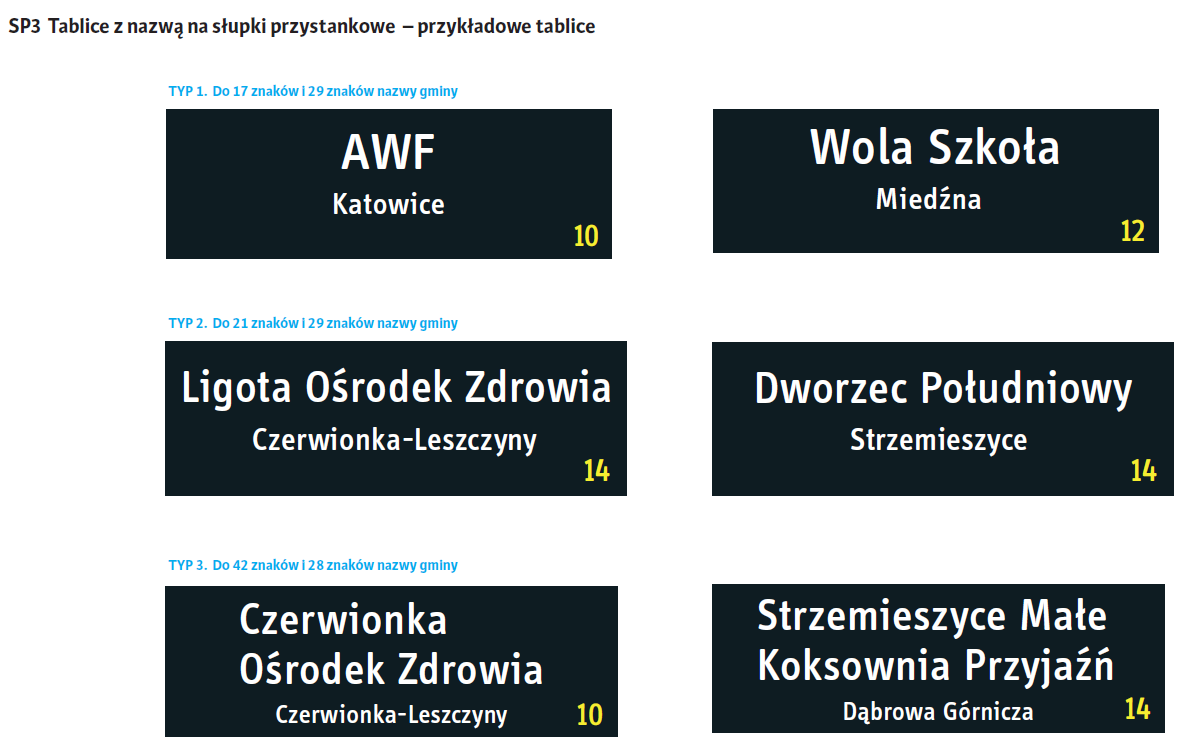 SP3 Tablice z nazwą na słupki przystankowe – przykładowe tablice
TYP 1. Do 17 znaków i 29 znaków nazwy gminy
AWF
Katowice
10
Wola Szkoła
Miedźna
12
TYP 2. Do 21 znaków i 29 znaków nazwy gminy
Ligota Ośrodek Zdrowia
Czerwionka-Leszczyny
14
Dworzec Południowy
Strzemieszyce
14
TYP 3. Do 42 znaków i 28 znaków nazwy gminy
Czerwionka
Ośrodek Zdrowia
Czerwionka-Leszczyny
10
Strzemieszyce Małe
Koksownia Przyjaźń
Dąbrowa Górnicza
14